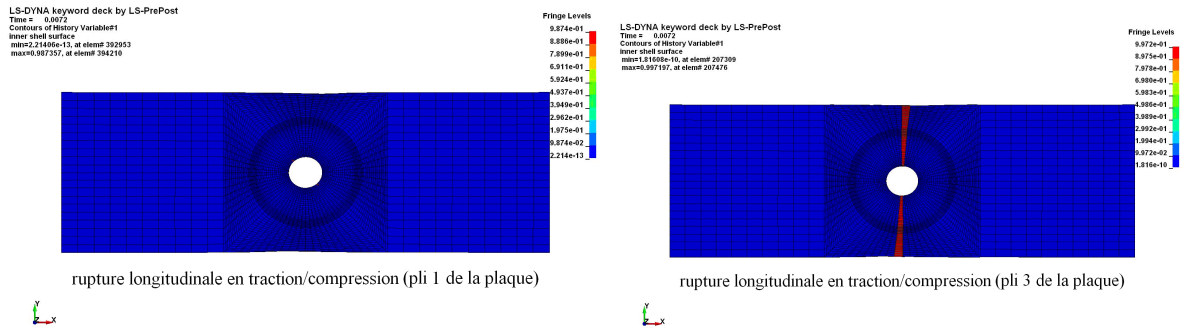 LS-DYNA keyword deck by LS-PrePost
Time = 0.0072
Contours of History Variable#1
inner shell surface
min=2.21406e-13, at elem# 392953
max=0.987357, at elem# 394210
Fringe Levels
9.874e-01
8.886e-01
7.899e-01
6.911e-01
5.924e-01
4.937e-01
3.949e-01
2.962e-01
1.975e-01
9.874e-02
2.214e-13
rupture longitudinale en traction/compression (pli 1 de la plaque)
Y
Z
X
LS-DYNA keyword deck by LS-PrePost
Time = 0.0072
Contours of History Variable#1
inner shell surface
min=1.81608e-10, at elem# 207309
max=0.997197, at elem# 207476
Fringe Levels
9.972e-01
8.975e-01
7.978e-01
6.980e-01
5.983e-01
4.986e-01
3.989e-01
2.992e-01
1.994e-01
9.972e-02
1.816e-10
rupture longitudinale en traction/compression (pli 3 de la plaque)
Y
Z
X